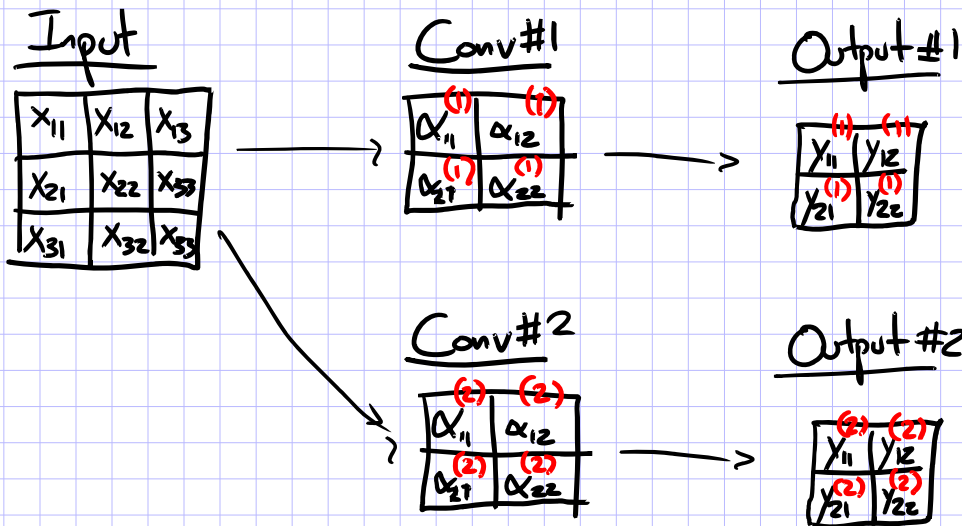 Input
Conv #1
Output #1
x11 x12 x13
x21 x22 x33
x31 x32 x33
α11(1) α12(1)
α21(1) α22(1)
y11(1) y12(1)
y21(1) y22(1)
Conv #2
Output #2
α11(2) α12(2)
α21(2) α22(2)
y11(2) y12(2)
y21(2) y22(2)